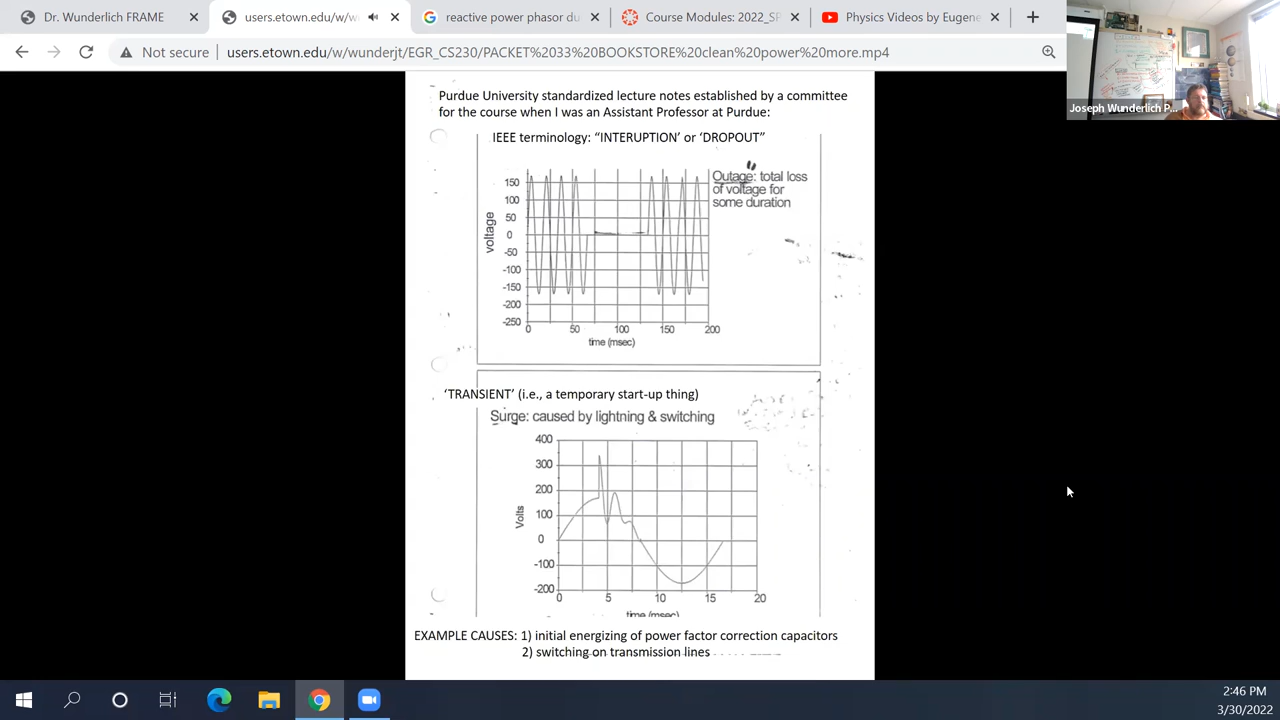 Dr. Wunderlich FRAME
users.etown.edu/w/w
reactive power phasor du
Course Modules: 2022_SP
Physics Videos by Eugene
Not secure
users.etown.edu/w/wunderjt/EGR_
PACKET%2033%20BOOKSTORE%20clean%20power%20more.m
Joseph Wunderlich P...
Purdue University standardized lecture notes established by a committee
for the course when I was an Assistant Professor at Purdue:
IEEE terminology: “INTERUPTION’ or ‘DROPOUT”
Outage: total loss
of voltage for
some duration
voltage
150
100
50
0
-50
-100
-150
-200
-250
0 50 100 150 200
time (msec)
‘TRANSIENT’ (i.e., a temporary start-up thing)
Surge: caused by lightning & switching
Volts
400
300
200
100
0
-100
-200
0 5 10 15 20
time (msec)
EXAMPLE CAUSES: 1) initial energizing of power factor correction capacitors
2) switching on transmission lines
2:46 PM
3/30/2022